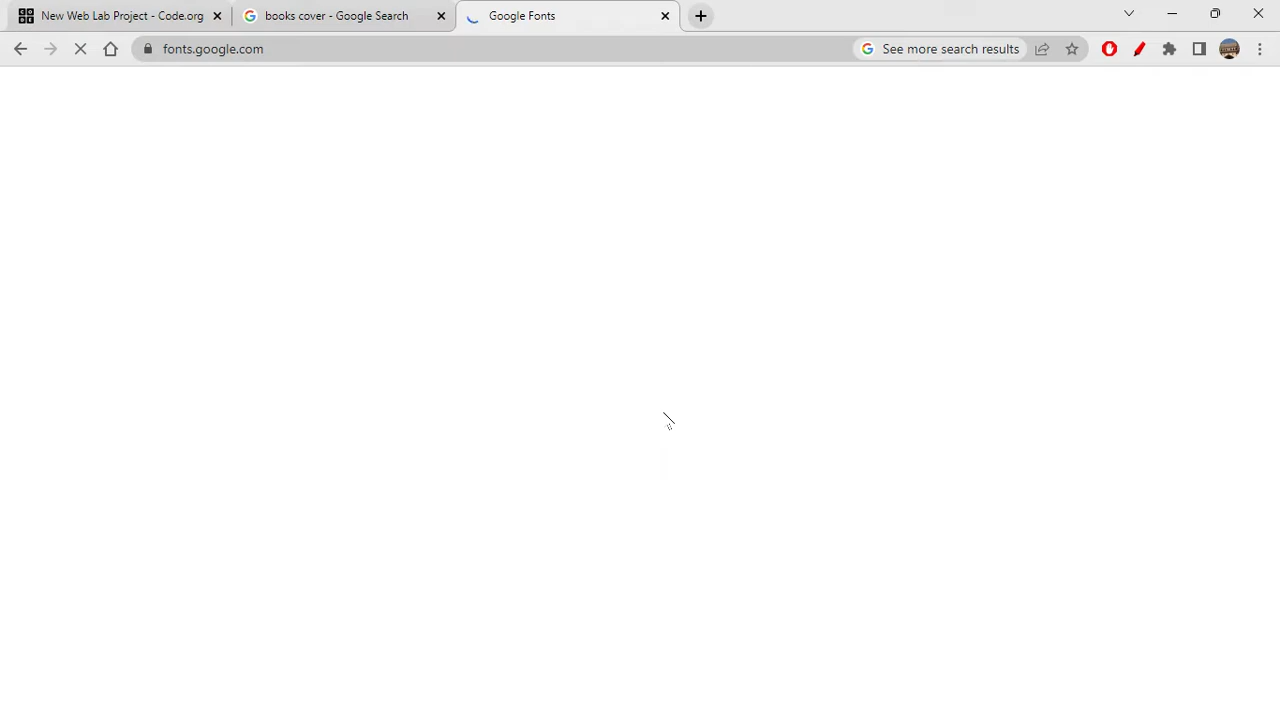 New Web Lab Project - Code.org
books cover - Google Search
Google Fonts
fonts.google.com
See more search results